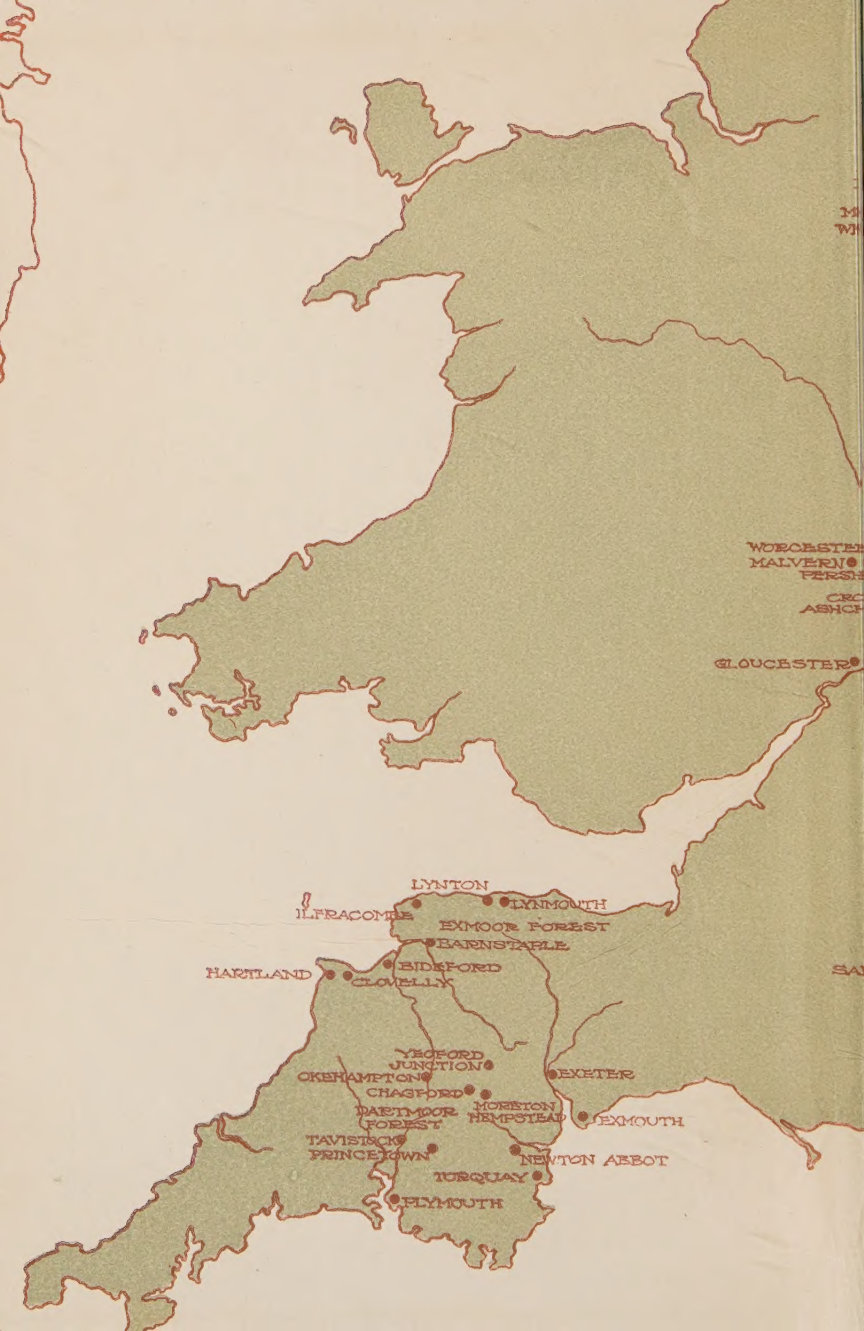 WORCESTER
MALVERN
GLOUCESTER
LYNTON
LYNMOUTH
ILFRACOMBE
EXMOOR FOREST
BARNSTAPLE
BIDEFORD
HARTLAND
CLOVELLY
YEOFORD
JUNCTION
OKEHAMPTON
EXETER
CHAGFORD
MORETON
HEMPSTEAD
DARTMOOR
FOREST
EXMOUTH
TAVISTOCK
PRINCETOWN
NEWTON ABBOT
TURQUAY
PLYMOUTH